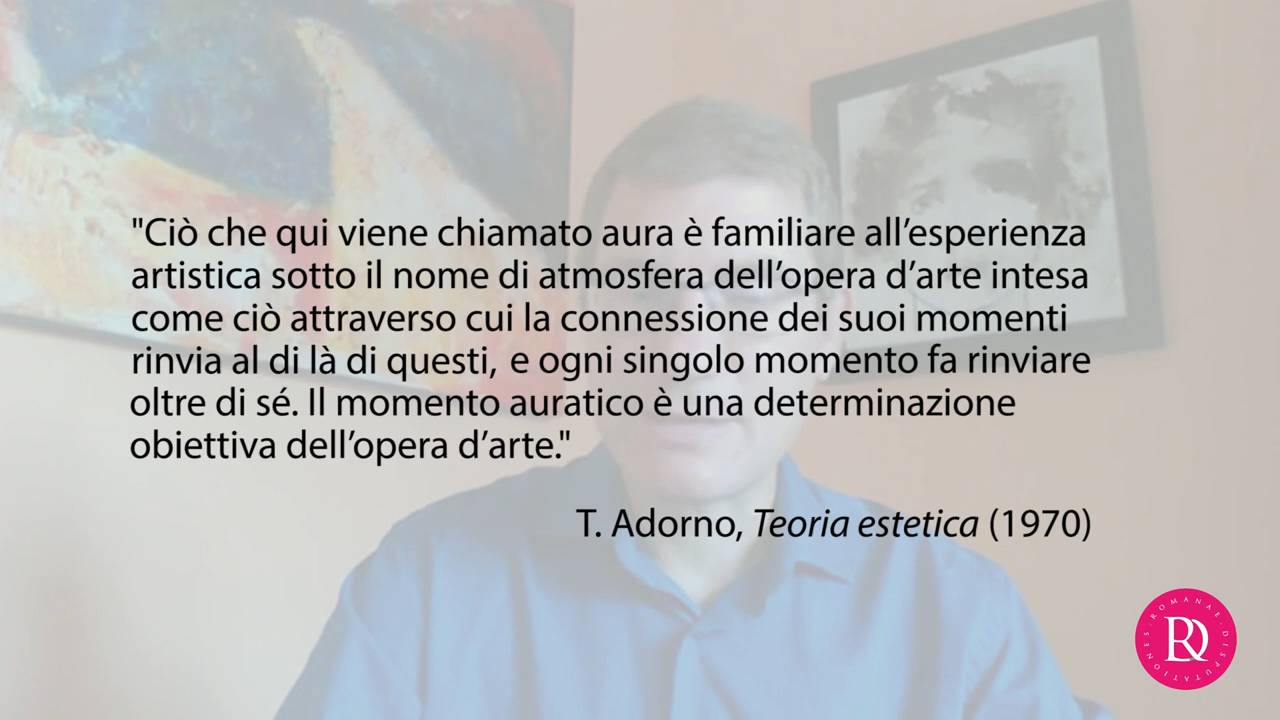 "Ciò che qui viene chiamato aura è familiare all’esperienza
artistica sotto il nome di atmosfera dell’opera d’arte intesa
come ciò attraverso cui la connessione dei suoi momenti
rinvia al di là di questi, e ogni singolo momento fa rinviare
oltre di sé. Il momento auratico è una determinazione
obiettiva dell’opera d’arte."
T. Adorno, Teoria estetica (1970)
ROMANAE DISPUTATIONES
RD